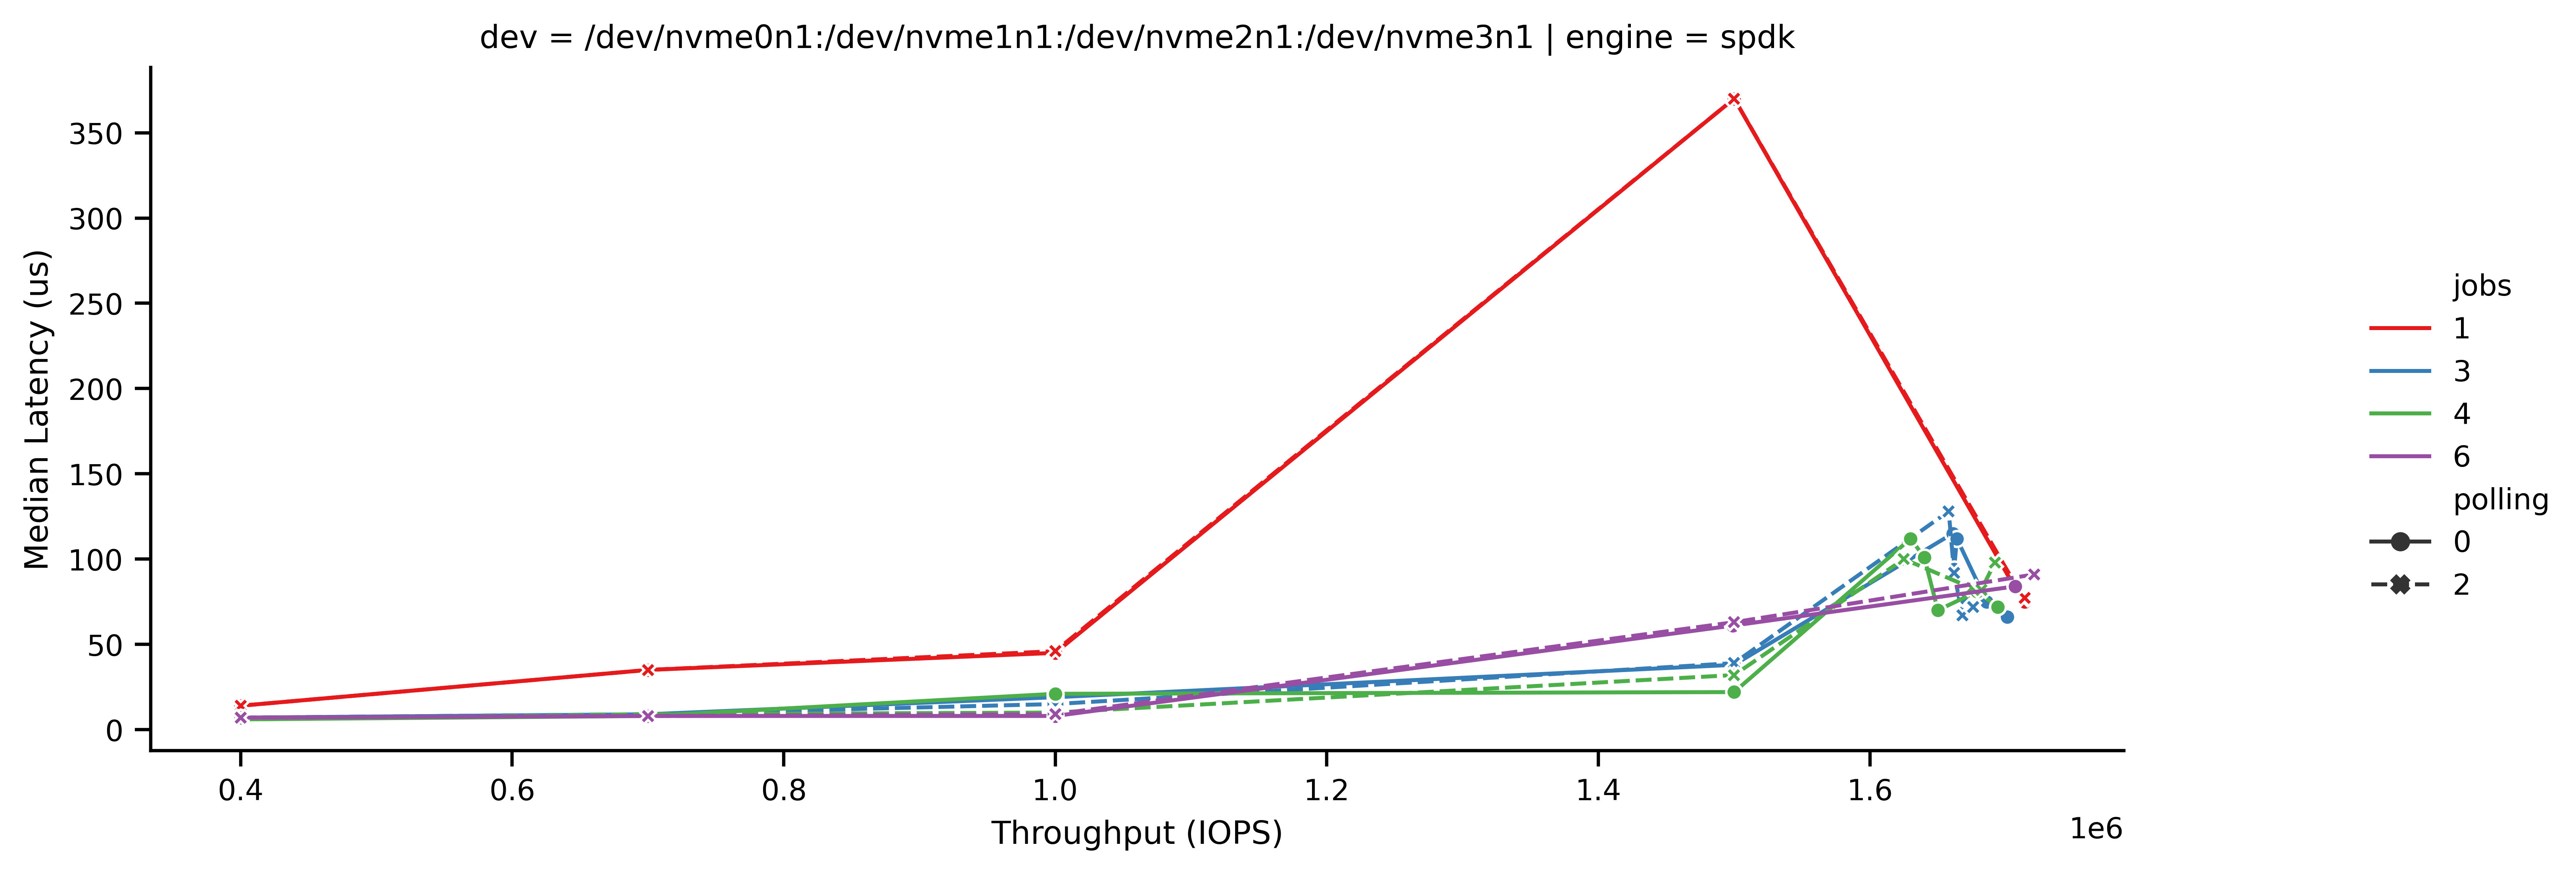 dev = /dev/nvme0n1:/dev/nvme1n1:/dev/nvme2n1:/dev/nvme3n1 | engine = spdk
Median Latency (us)
350
300
250
200
150
100
50
0
0.4 0.6 0.8 1.0 1.2 1.4 1.6
1e6
Throughput (IOPS)
jobs
1
3
4
6
polling
0
2